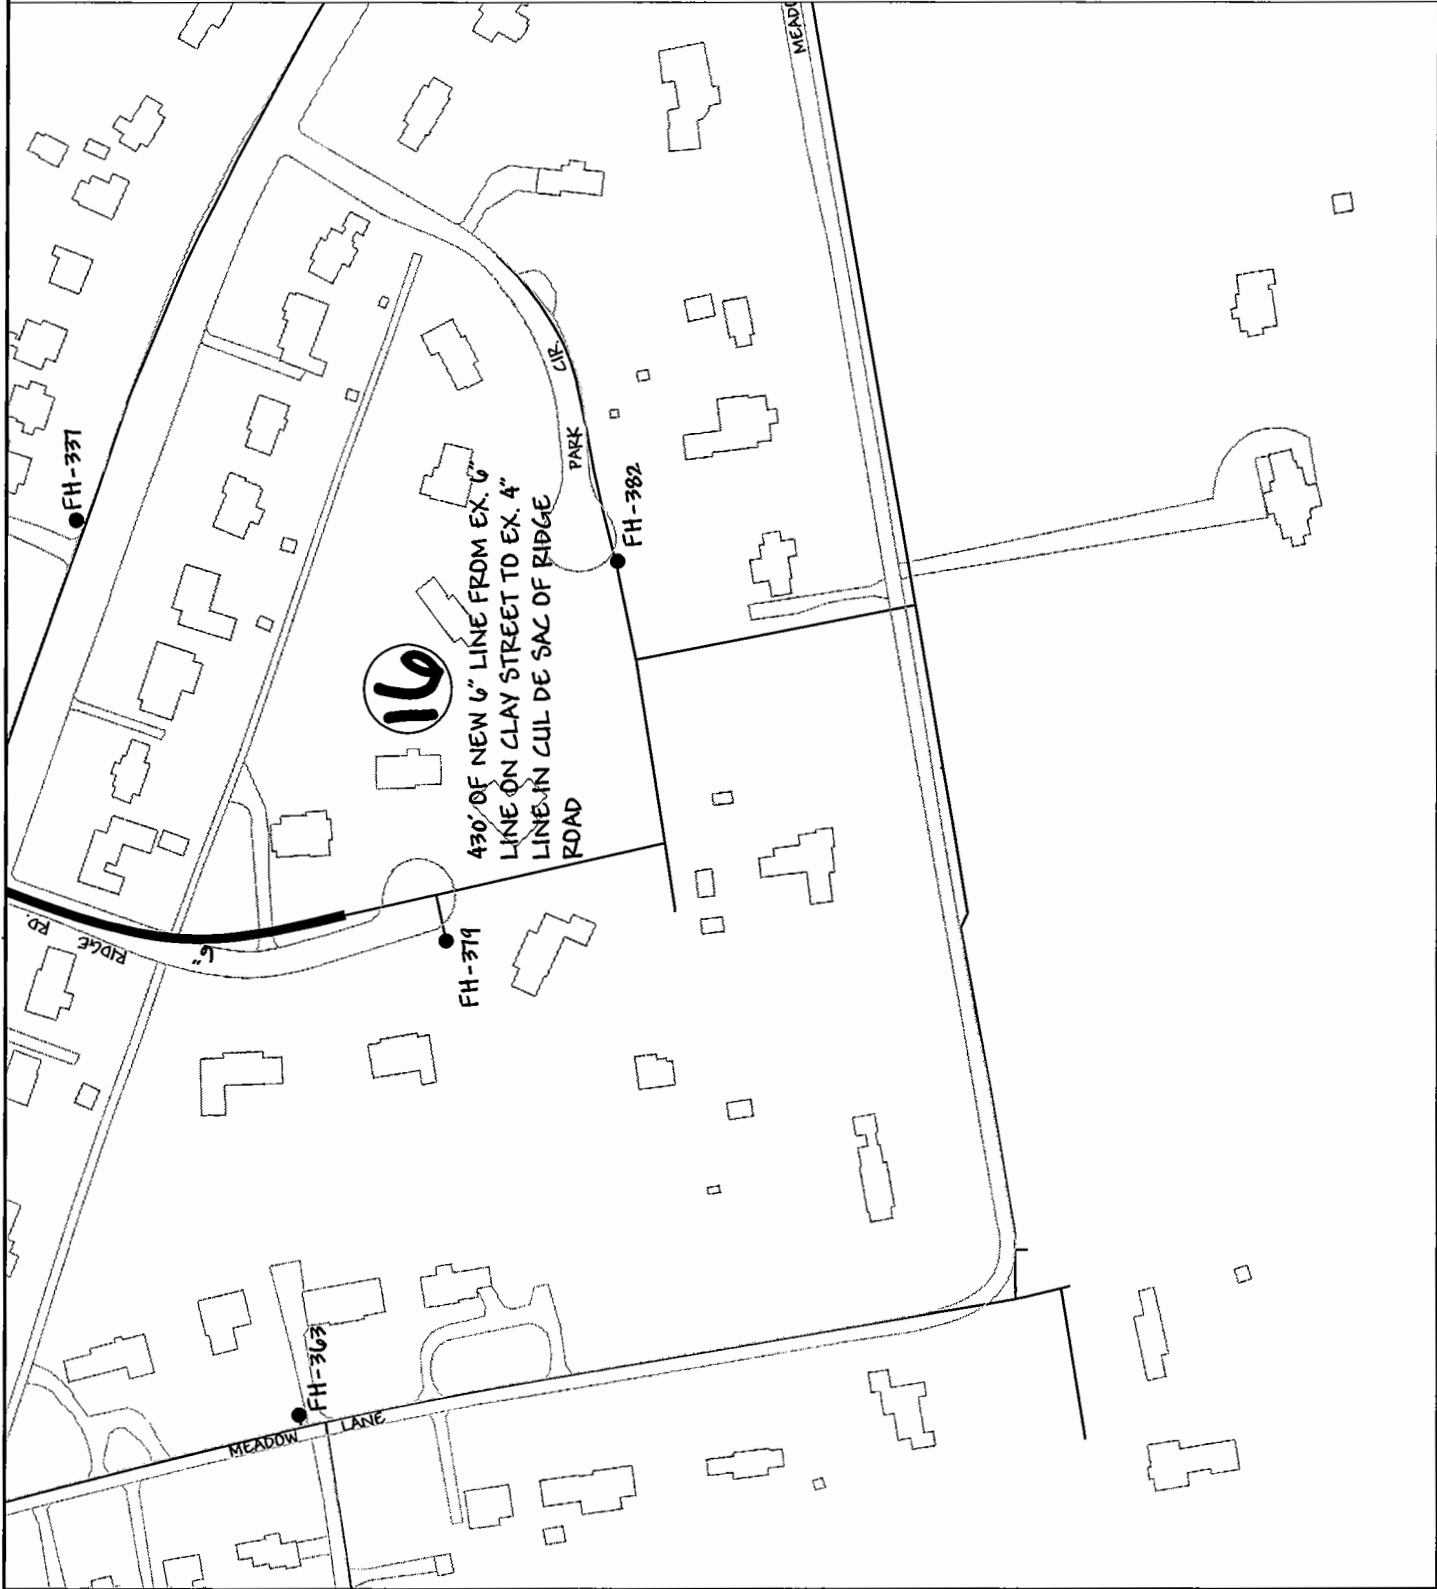 MEADO
FH-337
CIR.
PARK
FH-382
16
430' OF NEW 6" LINE FROM EX. 6"
LINE ON CLAY STREET TO EX. 4"
LINE IN CUL DE SAC OF RIDGE
ROAD
RIDGE RD.
6"
FH-379
FH-363
MEADOW LANE